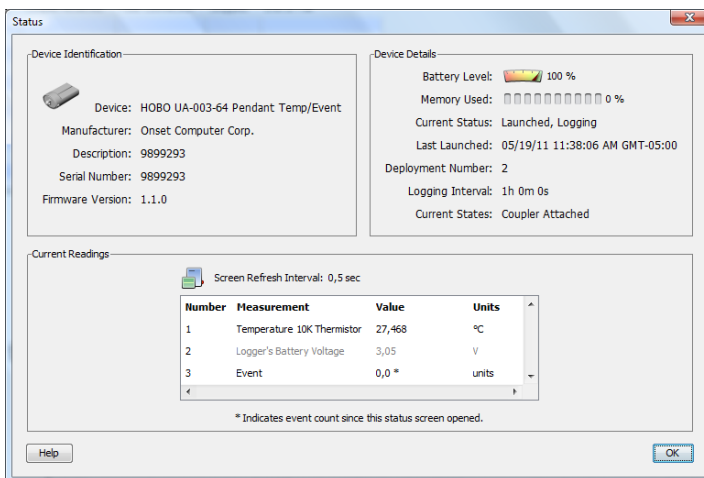 Status
Device Identification
Device: HOBO UA-003-64 Pendant Temp/Event
Manufacturer: Onset Computer Corp.
Description: 9899293
Serial Number: 9899293
Firmware Version: 1.1.0
Device Details
Battery Level: 100 %
Memory Used: 0 %
Current Status: Launched, Logging
Last Launched: 05/19/11 11:38:06 AM GMT-05:00
Deployment Number: 2
Logging Interval: 1h 0m 0s
Current States: Coupler Attached
Current Readings
Screen Refresh Interval: 0,5 sec
Number Measurement Value Units
1 Temperature 10K Thermistor 27,468 °C
2 Logger's Battery Voltage 3,05 V
3 Event 0,0 * units
* Indicates event count since this status screen opened.
Help OK